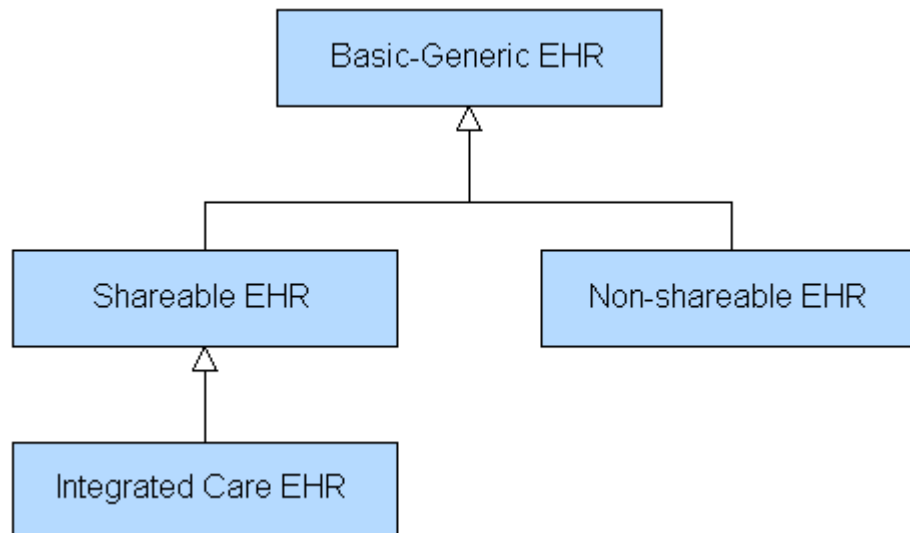 Basic-Generic EHR
Shareable EHR
Non-shareable EHR
Integrated Care EHR